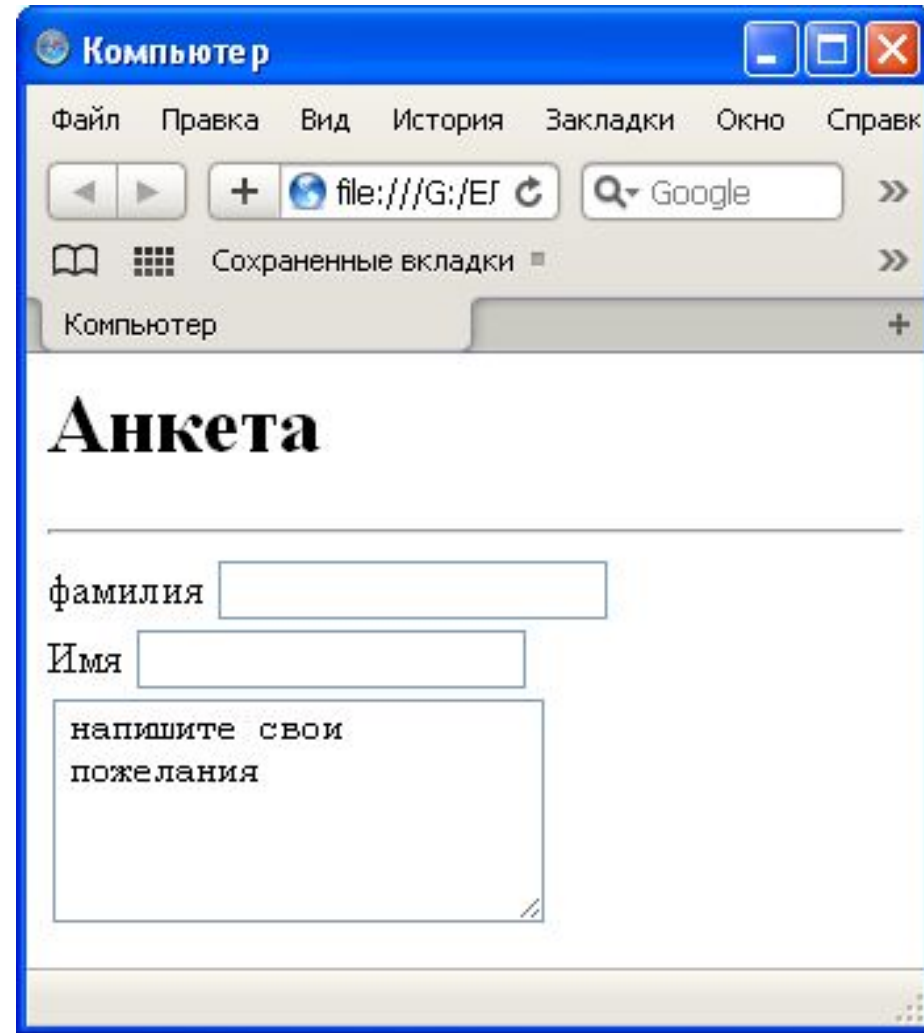 Компьютер
Файл Правка Вид История Закладки Окно Справк
file:///G:/ Google
Сохраненные вкладки
Компьютер
Анкета
фамилия
Имя
напишите свои
пожелания